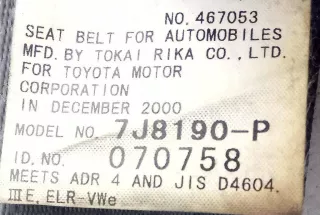 NO. 467053
SEAT BELT FOR AUTOMOBILES
MFD. BY TOKAI RIKA CO., LTD.
FOR TOYOTA MOTOR
CORPORATION
IN DECEMBER 2000
MODEL NO. 7J8190-P
ID. NO. 070758
MEETS ADR 4 AND JIS D4604.
ⅢE, ELR-VWe